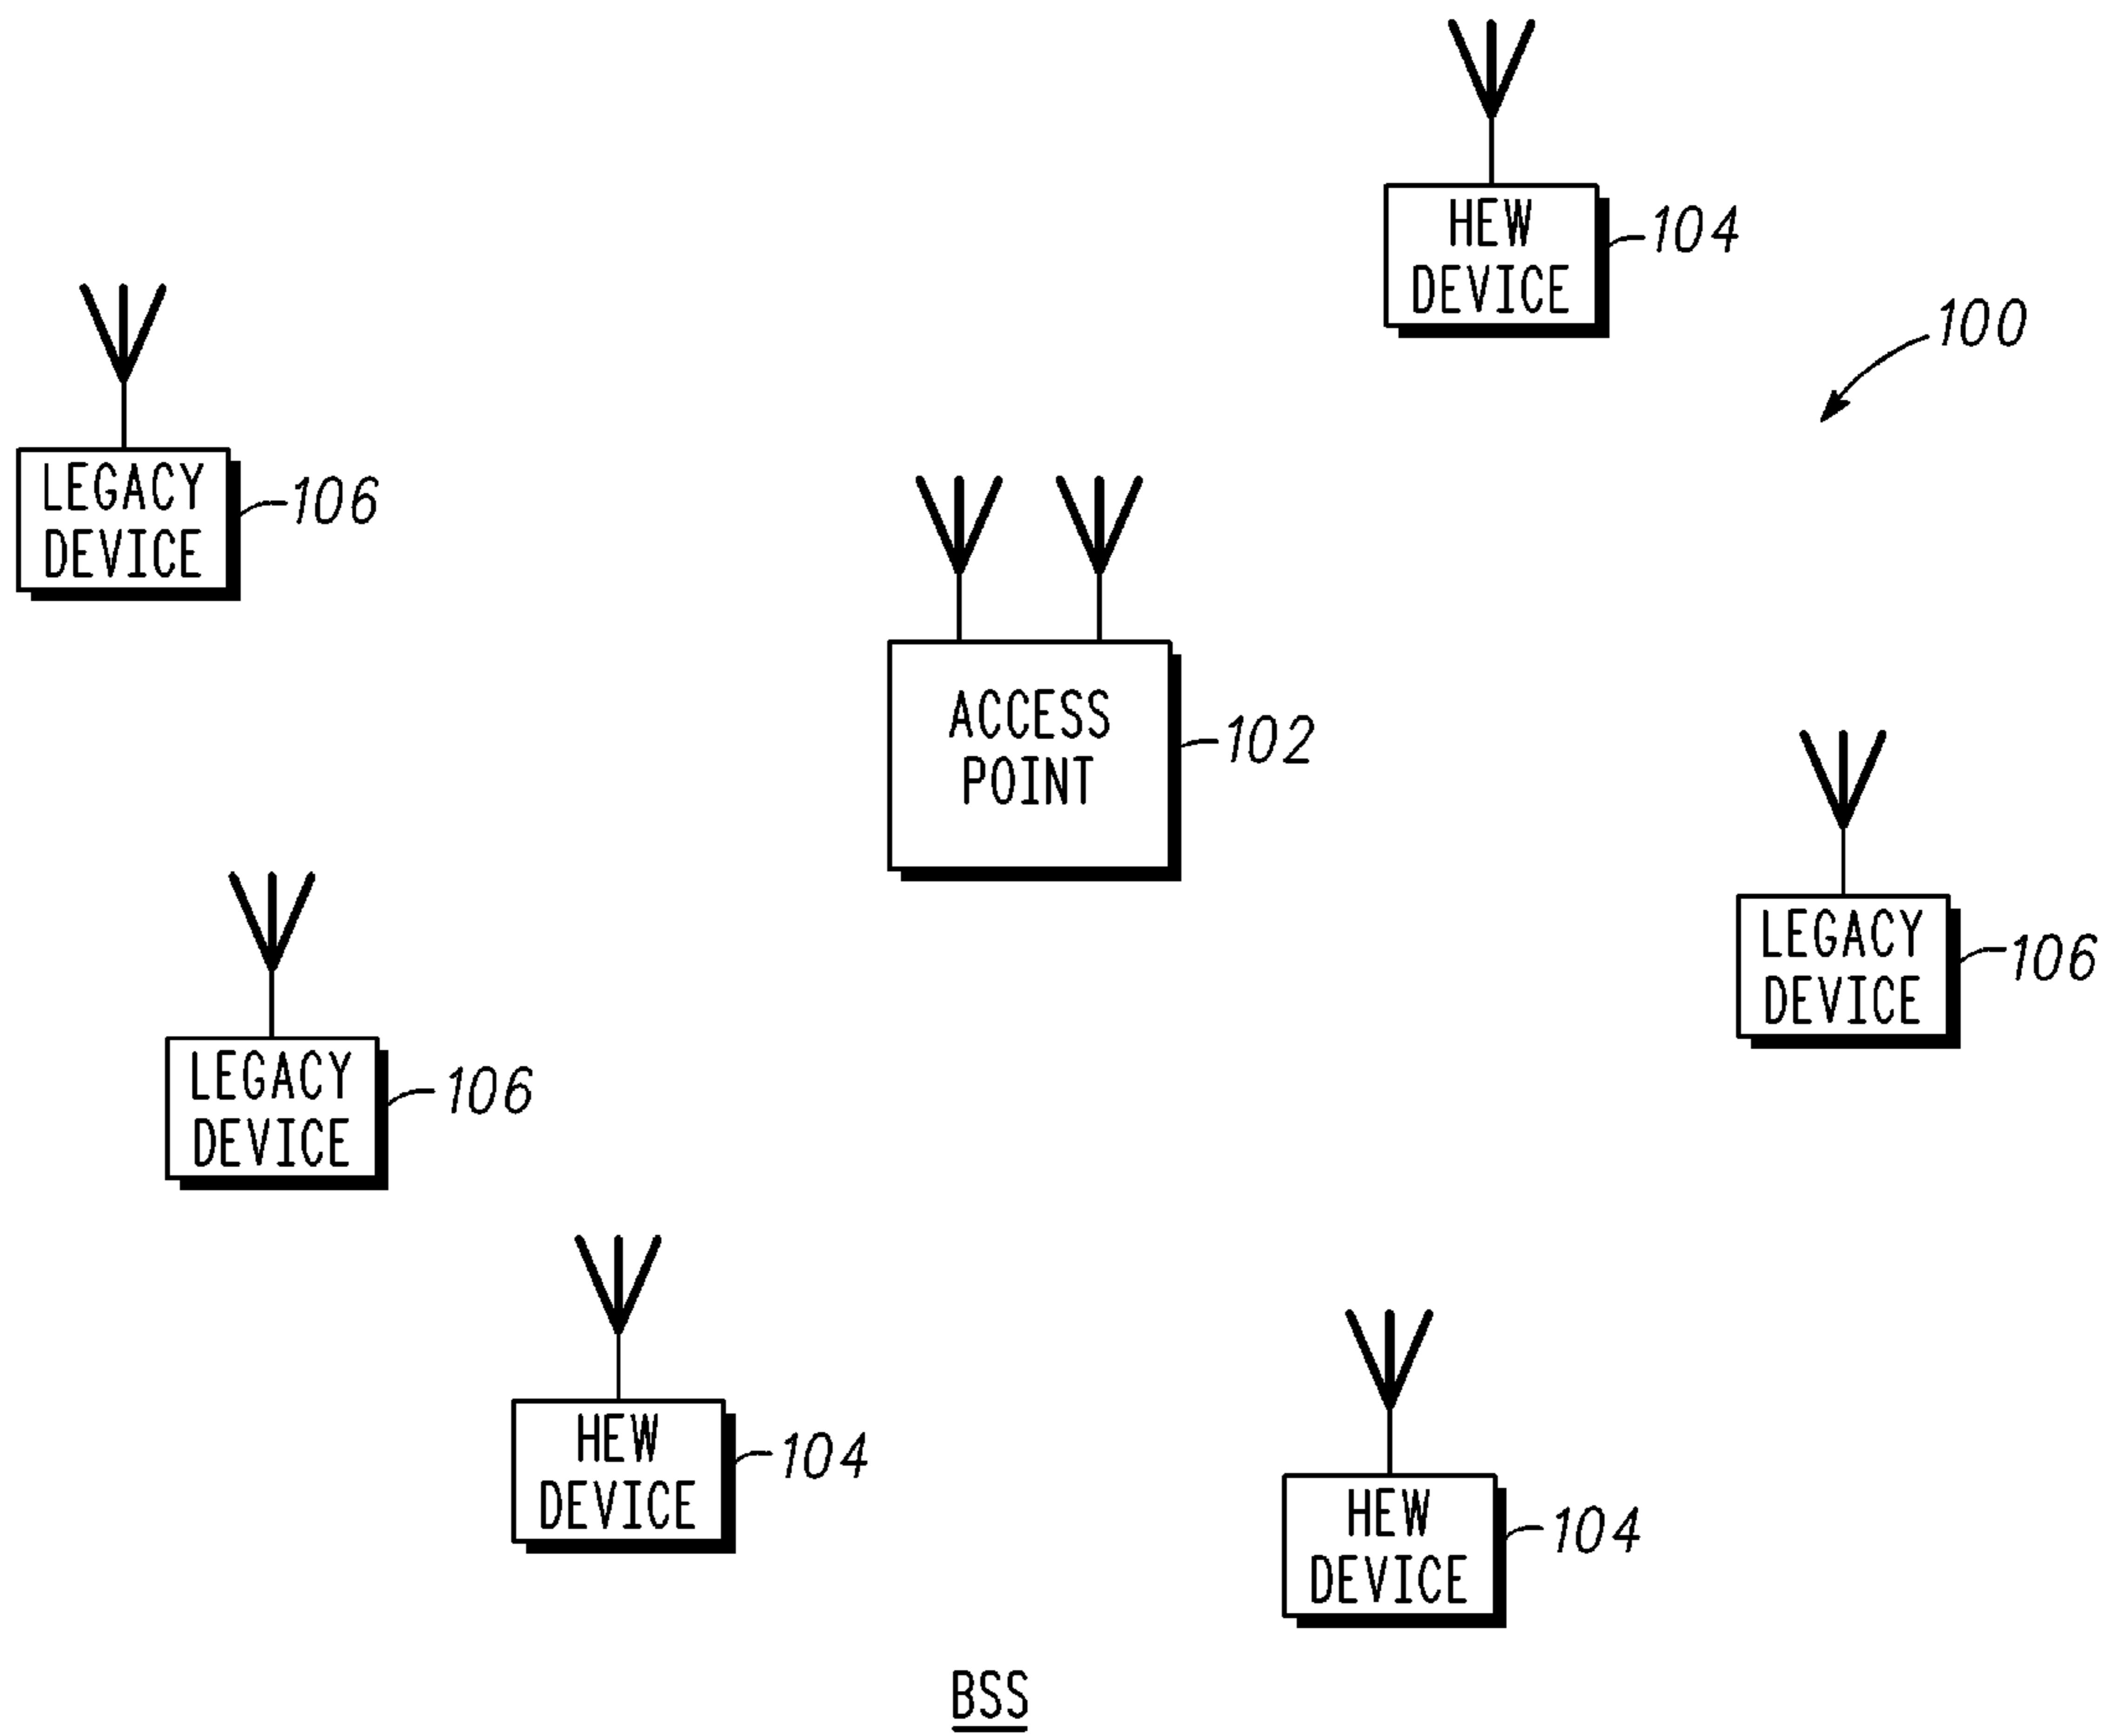 HEW
DEVICE
104
100
LEGACY
DEVICE
106
ACCESS
POINT
102
LEGACY
DEVICE
106
LEGACY
DEVICE
106
HEW
DEVICE
104
HEW
DEVICE
104
BSS